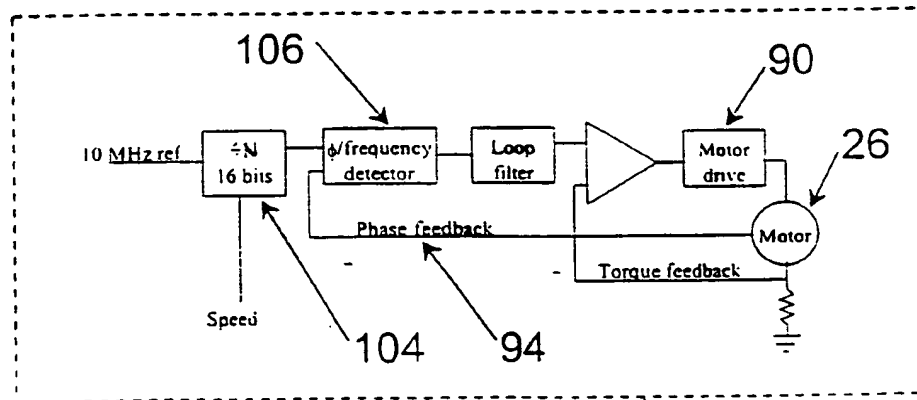 106
90
26
10 MHz ref
÷N
16 bits
ϕ/frequency
detector
Loop
filter
Motor
drive
Motor
Phase feedback
Torque feedback
Speed
104
94